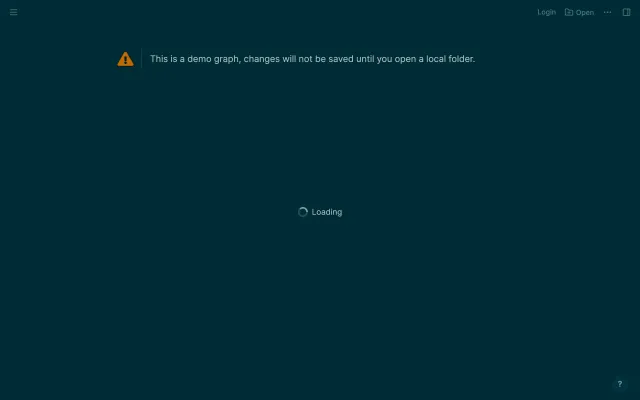 Login
Open
This is a demo graph, changes will not be saved until you open a local folder.
Loading
?